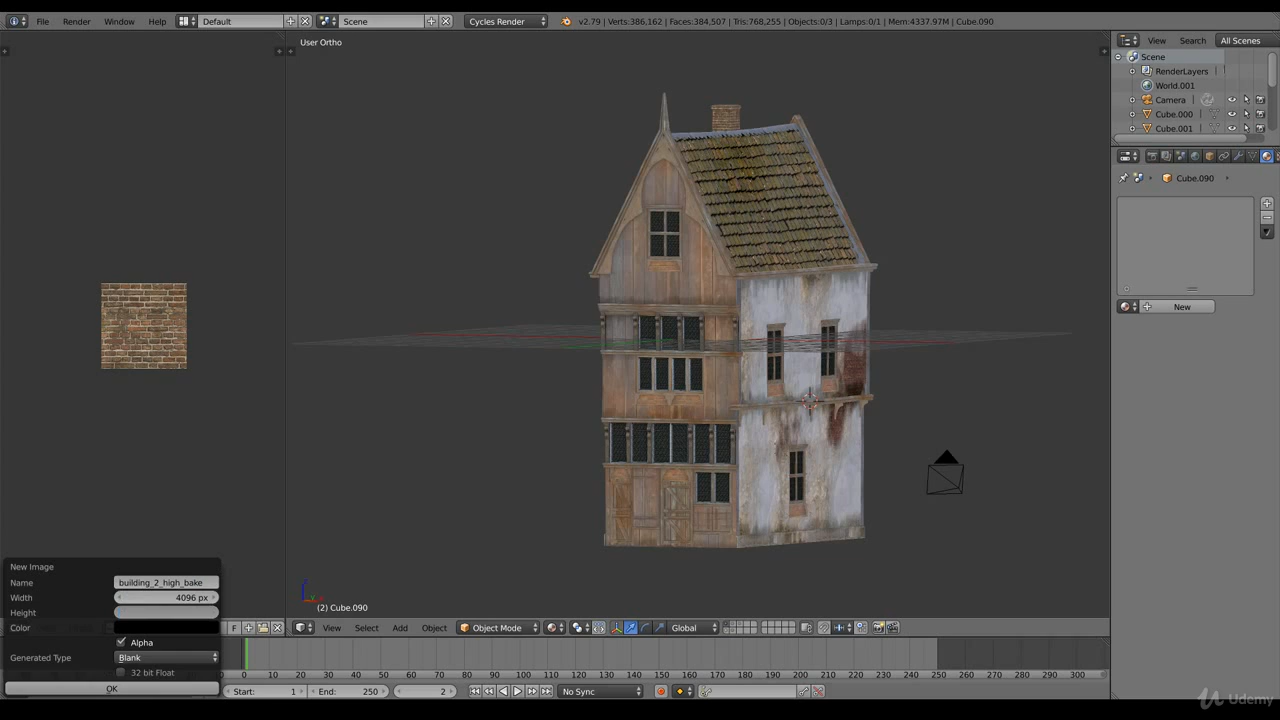 File Render Window Help Default Scene Cycles Render v2.79 | Verts:386,162 | Faces:384,507 | Tris:768,255 | Objects:0/3 | Lamps:0/1 | Mem:4337.97M | Cube.090
User Ortho
View Search All Scenes
Scene
RenderLayers
World.001
Camera
Cube.000
Cube.001
Cube.090
New
New Image
Name building_2_high_bake
Width 4096 px
Height
Color
Alpha
Generated Type Blank
32 bit Float
OK
(2) Cube.090
F View Select Add Object Object Mode Global
0 10 20 30 40 50 60 70 80 90 100 110 120 130 140 150 160 170 180 190 200 210 220 230 240 250 260 270 280 290 300
Start: 1 End: 250 2 No Sync
Udemy